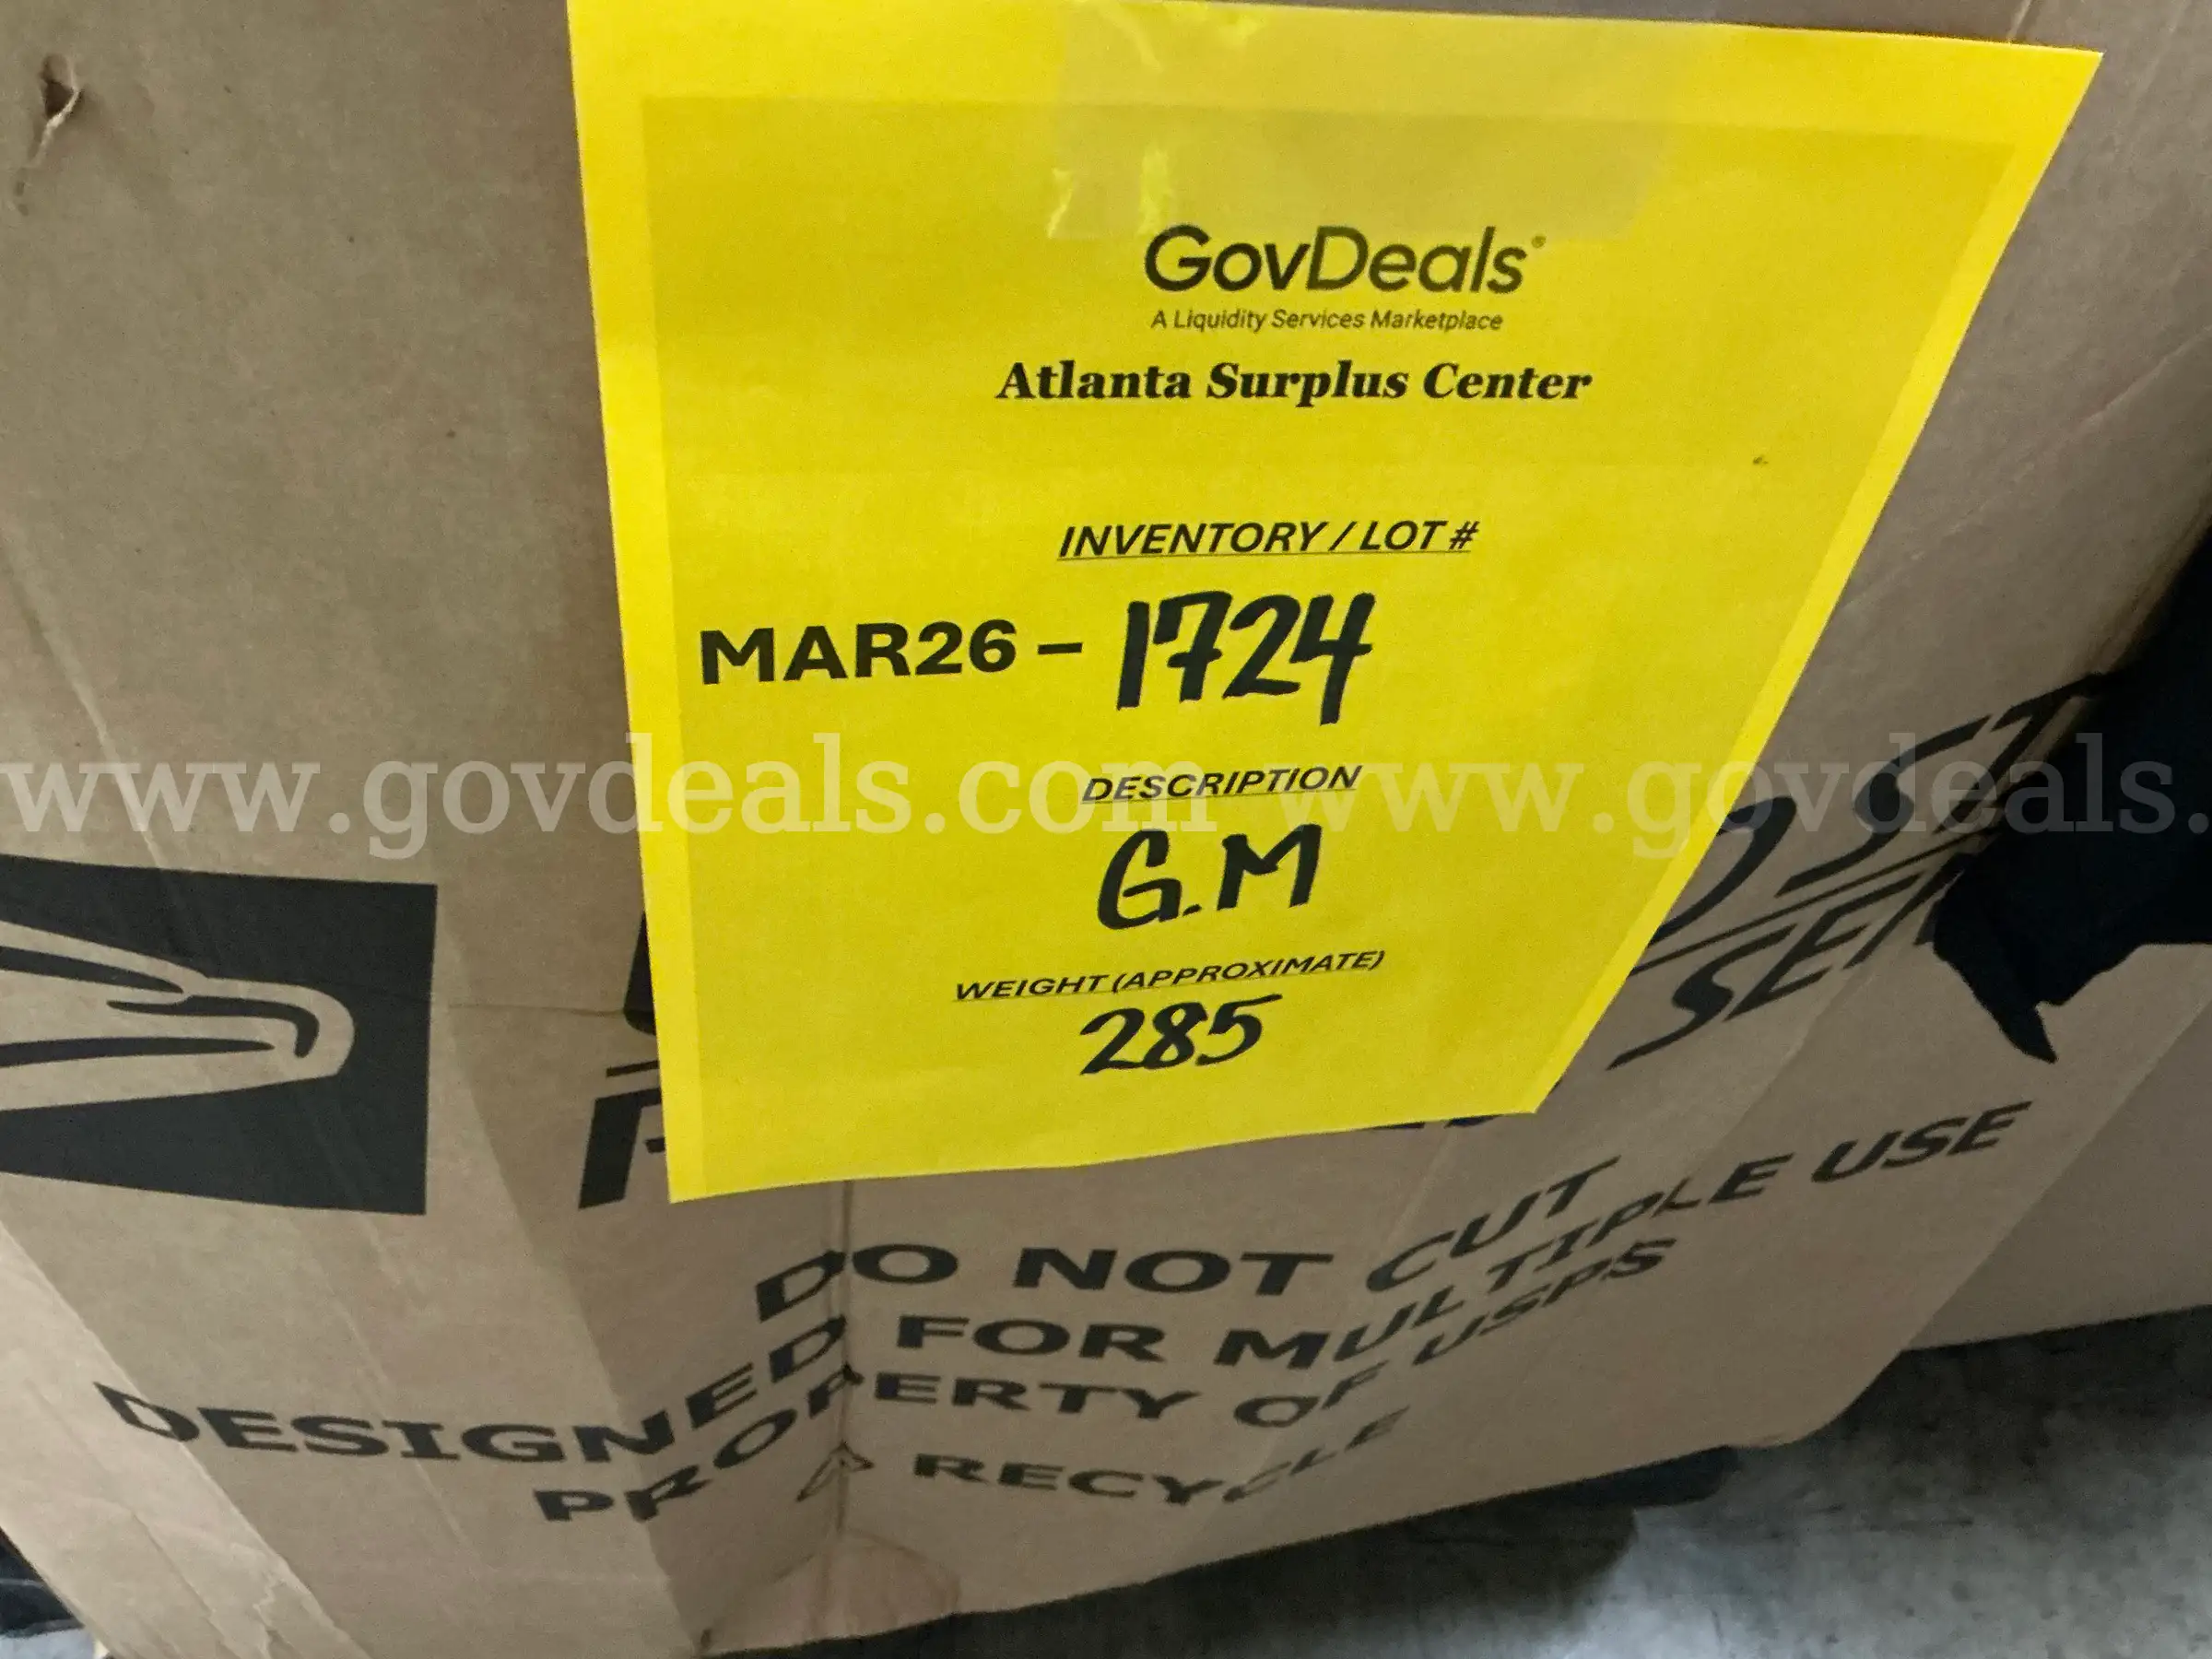 GovDeals®
A Liquidity Services Marketplace
Atlanta Surplus Center
INVENTORY / LOT #
MAR26 - 1724
www.govdeals.com www.govdeals.
DESCRIPTION
G.M
WEIGHT (APPROXIMATE)
285
DO NOT CUT
DESIGNED FOR MULTIPLE USE
PROPERTY OF USPS
RECYCLE